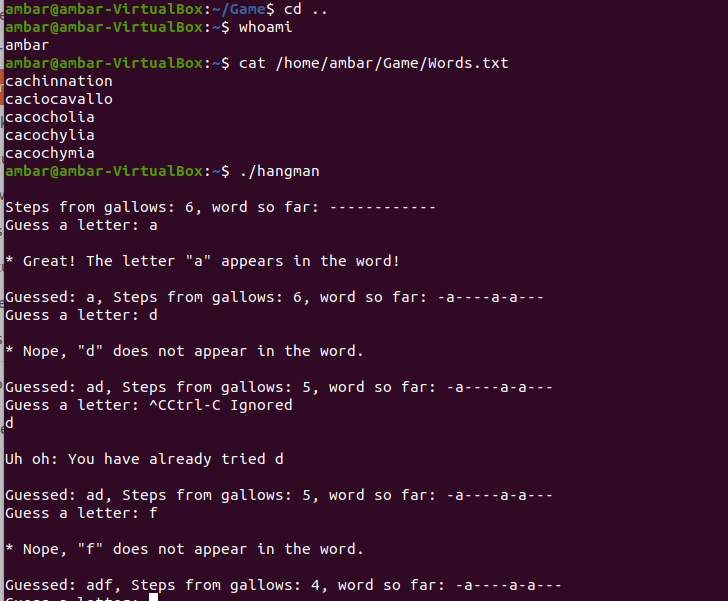 ambar@ambar-VirtualBox:~/Game$ cd ..
ambar@ambar-VirtualBox:~$ whoami
ambar
ambar@ambar-VirtualBox:~$ cat /home/ambar/Game/Words.txt
cachinnation
caciocavallo
cacocholia
cacochylia
cacochymia
ambar@ambar-VirtualBox:~$ ./hangman
Steps from gallows: 6, word so far: ------------
Guess a letter: a
* Great! The letter "a" appears in the word!
Guessed: a, Steps from gallows: 6, word so far: -a----a-a---
Guess a letter: d
* Nope, "d" does not appear in the word.
Guessed: ad, Steps from gallows: 5, word so far: -a----a-a---
Guess a letter: ^CCtrl-C Ignored
d
Uh oh: You have already tried d
Guessed: ad, Steps from gallows: 5, word so far: -a----a-a---
Guess a letter: f
* Nope, "f" does not appear in the word.
Guessed: adf, Steps from gallows: 4, word so far: -a----a-a---
Guess a letter: